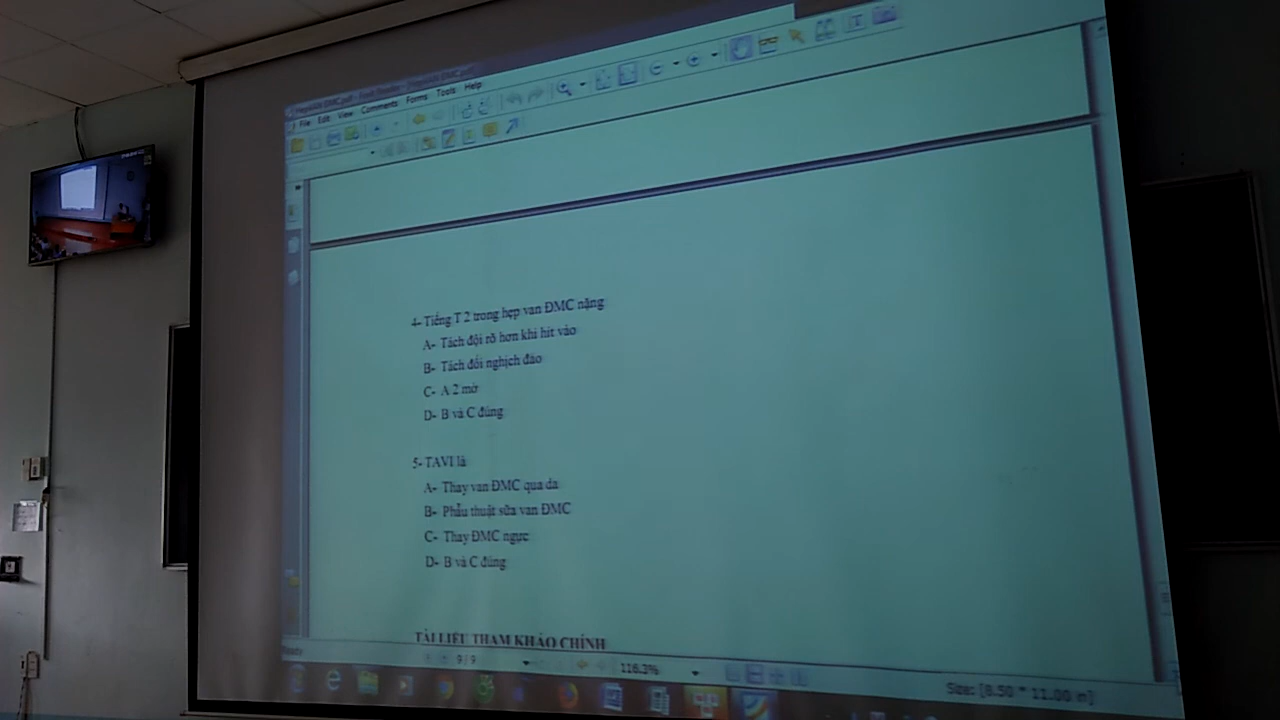 File Edit View Comments Forms Tools Help
4- Tiếng T 2 trong hẹp van ĐMC nặng
A- Tách đội rõ hơn khi hít vào
B- Tách đôi nghịch đảo
C- A 2 mờ
D- B và C đúng
5- TAVI là
A- Thay van ĐMC qua da
B- Phẫu thuật sữa van ĐMC
C- Thay ĐMC ngực
D- B và C đúng
TÀI LIỆU THAM KHẢO CHÍNH
Ready
9/9
116.3%
Size: [8.50 * 11.00 in]